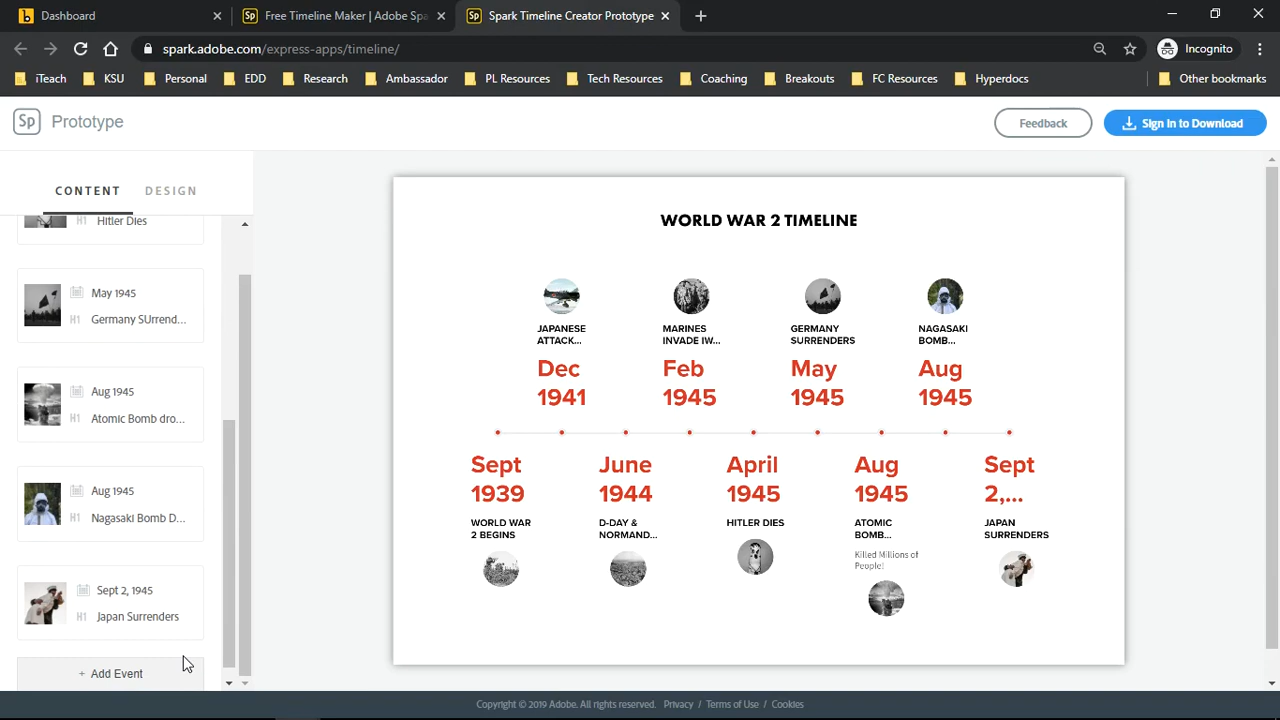 Dashboard
Free Timeline Maker | Adobe Spa
Spark Timeline Creator Prototype
spark.adobe.com/express-apps/timeline/
Incognito
iTeach
KSU
Personal
EDD
Research
Ambassador
PL Resources
Tech Resources
Coaching
Breakouts
FC Resources
Hyperdocs
Other bookmarks
Sp
Prototype
Feedback
Sign In to Download
CONTENT
DESIGN
H1 Hitler Dies
May 1945
H1 Germany SUrrend...
Aug 1945
H1 Atomic Bomb dro...
Aug 1945
H1 Nagasaki Bomb D...
Sept 2, 1945
H1 Japan Surrenders
+ Add Event
WORLD WAR 2 TIMELINE
JAPANESE
ATTACK...
Dec
1941
MARINES
INVADE IW...
Feb
1945
GERMANY
SURRENDERS
May
1945
NAGASAKI
BOMB...
Aug
1945
Sept
1939
WORLD WAR
2 BEGINS
June
1944
D-DAY &
NORMAND...
April
1945
HITLER DIES
Aug
1945
ATOMIC
BOMB...
Killed Millions of
People!
Sept
2,...
JAPAN
SURRENDERS
Copyright © 2019 Adobe. All rights reserved. Privacy / Terms of Use / Cookies